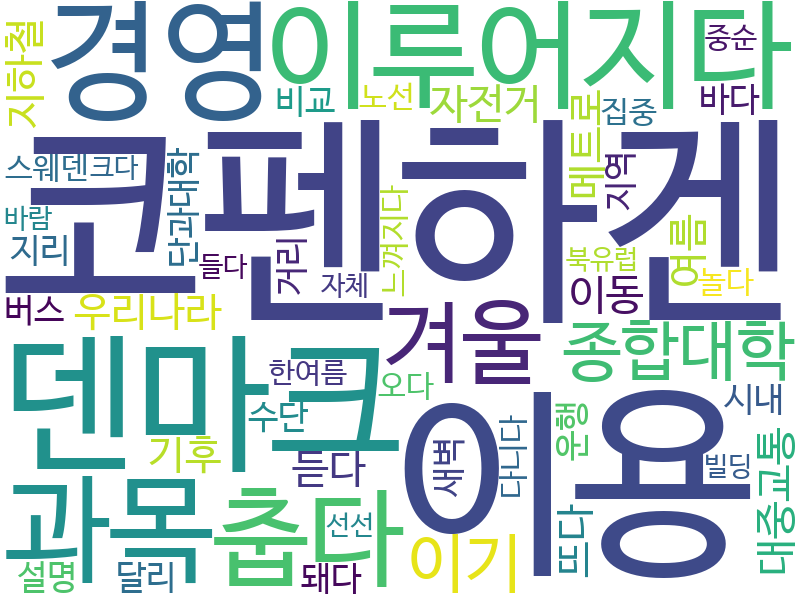 지하철
경영
이루어지다
중순
비교
노선
자전거
메트로
집중
바다
코펜하겐
스웨덴
크다
단과대학
바람
지리
들다
거리
자체
느껴지다
지역
북유럽
여름
놀다
버스
우리나라
겨울
이동
종합대학
덴마크
한여름
오다
수단
기후
듣다
이용
새벽
다니다
운행
시내
빌딩
대중교통
과목
춥다
선선
이기
뜨다
설명
달리
돼다